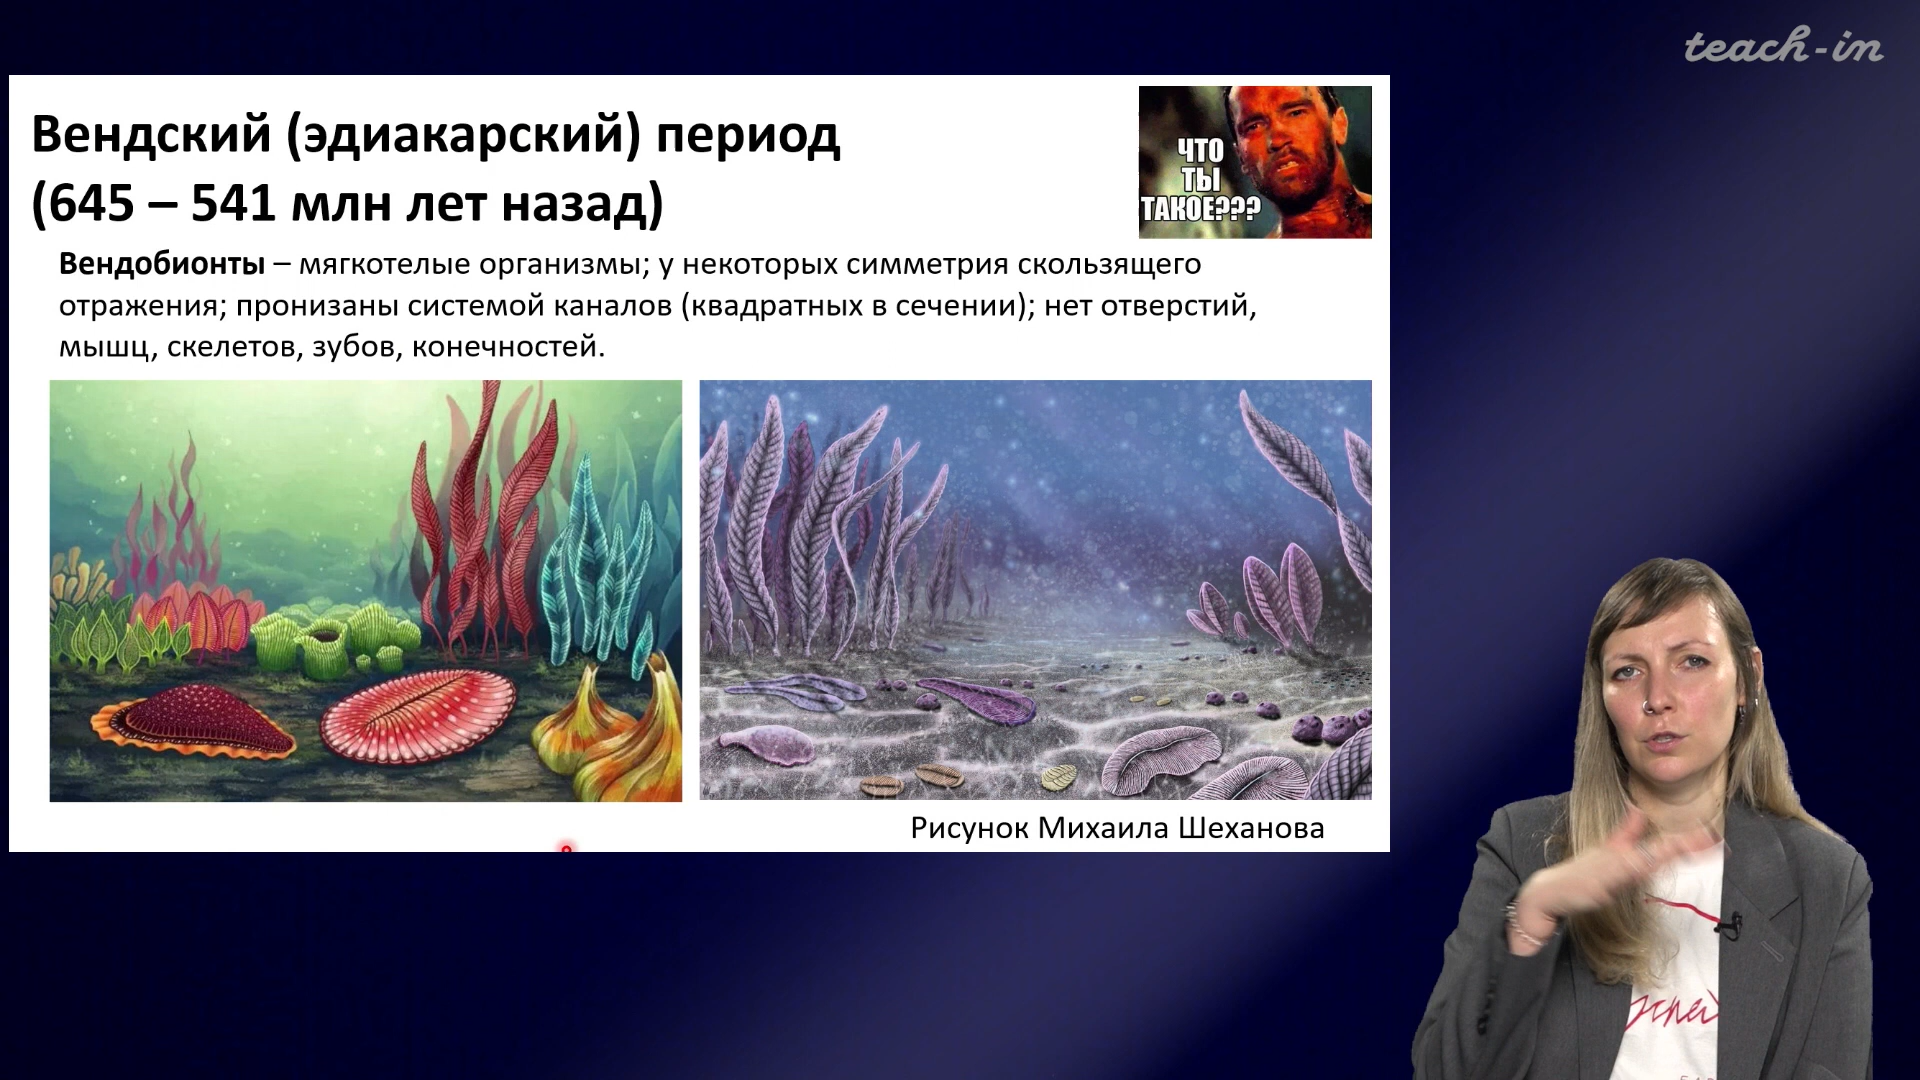 teach-in
Вендский (эдиакарский) период
(645 – 541 млн лет назад)
ЧТО
ТЫ
ТАКОЕ???
Вендобионты – мягкотелые организмы; у некоторых симметрия скользящего
отражения; пронизаны системой каналов (квадратных в сечении); нет отверстий,
мышц, скелетов, зубов, конечностей.
Рисунок Михаила Шеханова